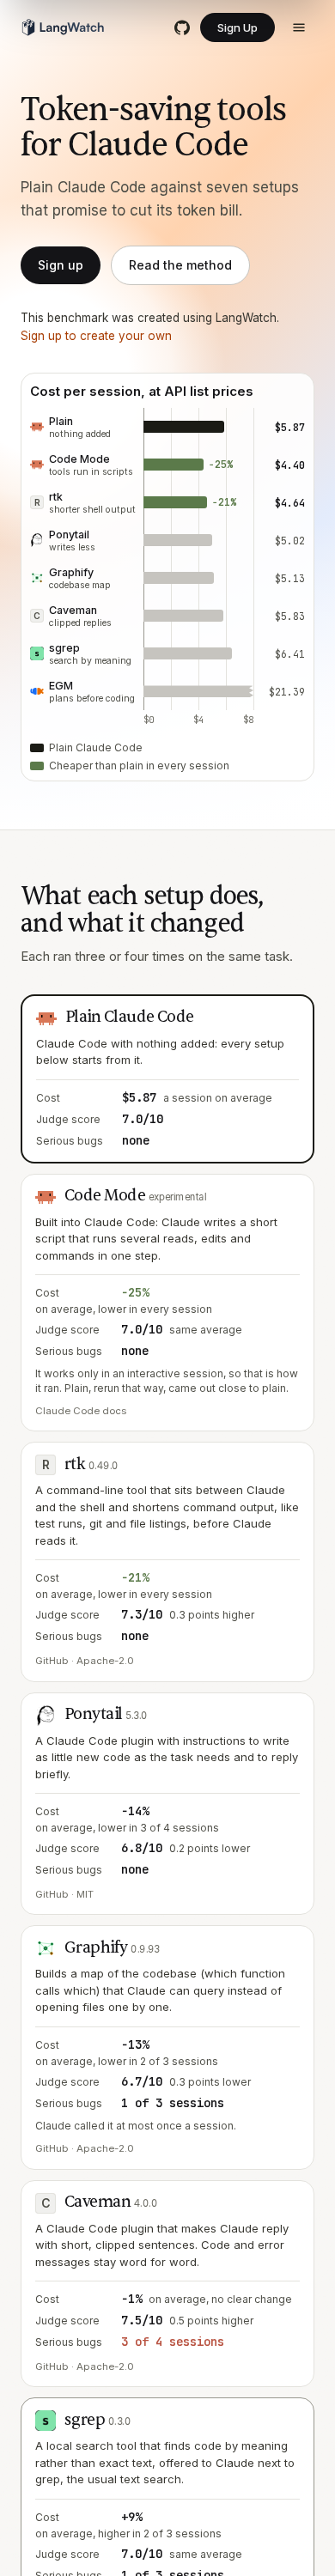 LangWatch
Sign Up
Token-saving tools
for Claude Code
Plain Claude Code against seven setups
that promise to cut its token bill.
Sign up
Read the method
This benchmark was created using LangWatch.
Sign up to create your own
Cost per session, at API list prices
Plain
nothing added
$5.87
Code Mode
tools run in scripts
-25%
$4.40
R
rtk
shorter shell output
-21%
$4.64
Ponytail
writes less
$5.02
Graphify
codebase map
$5.13
C
Caveman
clipped replies
$5.83
s
sgrep
search by meaning
$6.41
EGM
plans before coding
$21.39
$0 $4 $8
Plain Claude Code
Cheaper than plain in every session
What each setup does,
and what it changed
Each ran three or four times on the same task.
Plain Claude Code
Claude Code with nothing added: every setup
below starts from it.
Cost $5.87 a session on average
Judge score 7.0/10
Serious bugs none
Code Mode experimental
Built into Claude Code: Claude writes a short
script that runs several reads, edits and
commands in one step.
Cost -25%
on average, lower in every session
Judge score 7.0/10 same average
Serious bugs none
It works only in an interactive session, so that is how
it ran. Plain, rerun that way, came out close to plain.
Claude Code docs
R rtk 0.49.0
A command-line tool that sits between Claude
and the shell and shortens command output, like
test runs, git and file listings, before Claude
reads it.
Cost -21%
on average, lower in every session
Judge score 7.3/10 0.3 points higher
Serious bugs none
GitHub · Apache-2.0
Ponytail 5.3.0
A Claude Code plugin with instructions to write
as little new code as the task needs and to reply
briefly.
Cost -14%
on average, lower in 3 of 4 sessions
Judge score 6.8/10 0.2 points lower
Serious bugs none
GitHub · MIT
Graphify 0.9.93
Builds a map of the codebase (which function
calls which) that Claude can query instead of
opening files one by one.
Cost -13%
on average, lower in 2 of 3 sessions
Judge score 6.7/10 0.3 points lower
Serious bugs 1 of 3 sessions
Claude called it at most once a session.
GitHub · Apache-2.0
C Caveman 4.0.0
A Claude Code plugin that makes Claude reply
with short, clipped sentences. Code and error
messages stay word for word.
Cost -1% on average, no clear change
Judge score 7.5/10 0.5 points higher
Serious bugs 3 of 4 sessions
GitHub · Apache-2.0
s sgrep 0.3.0
A local search tool that finds code by meaning
rather than exact text, offered to Claude next to
grep, the usual text search.
Cost +9%
on average, higher in 2 of 3 sessions
Judge score 7.0/10 same average
Serious bugs 1 of 3 sessions